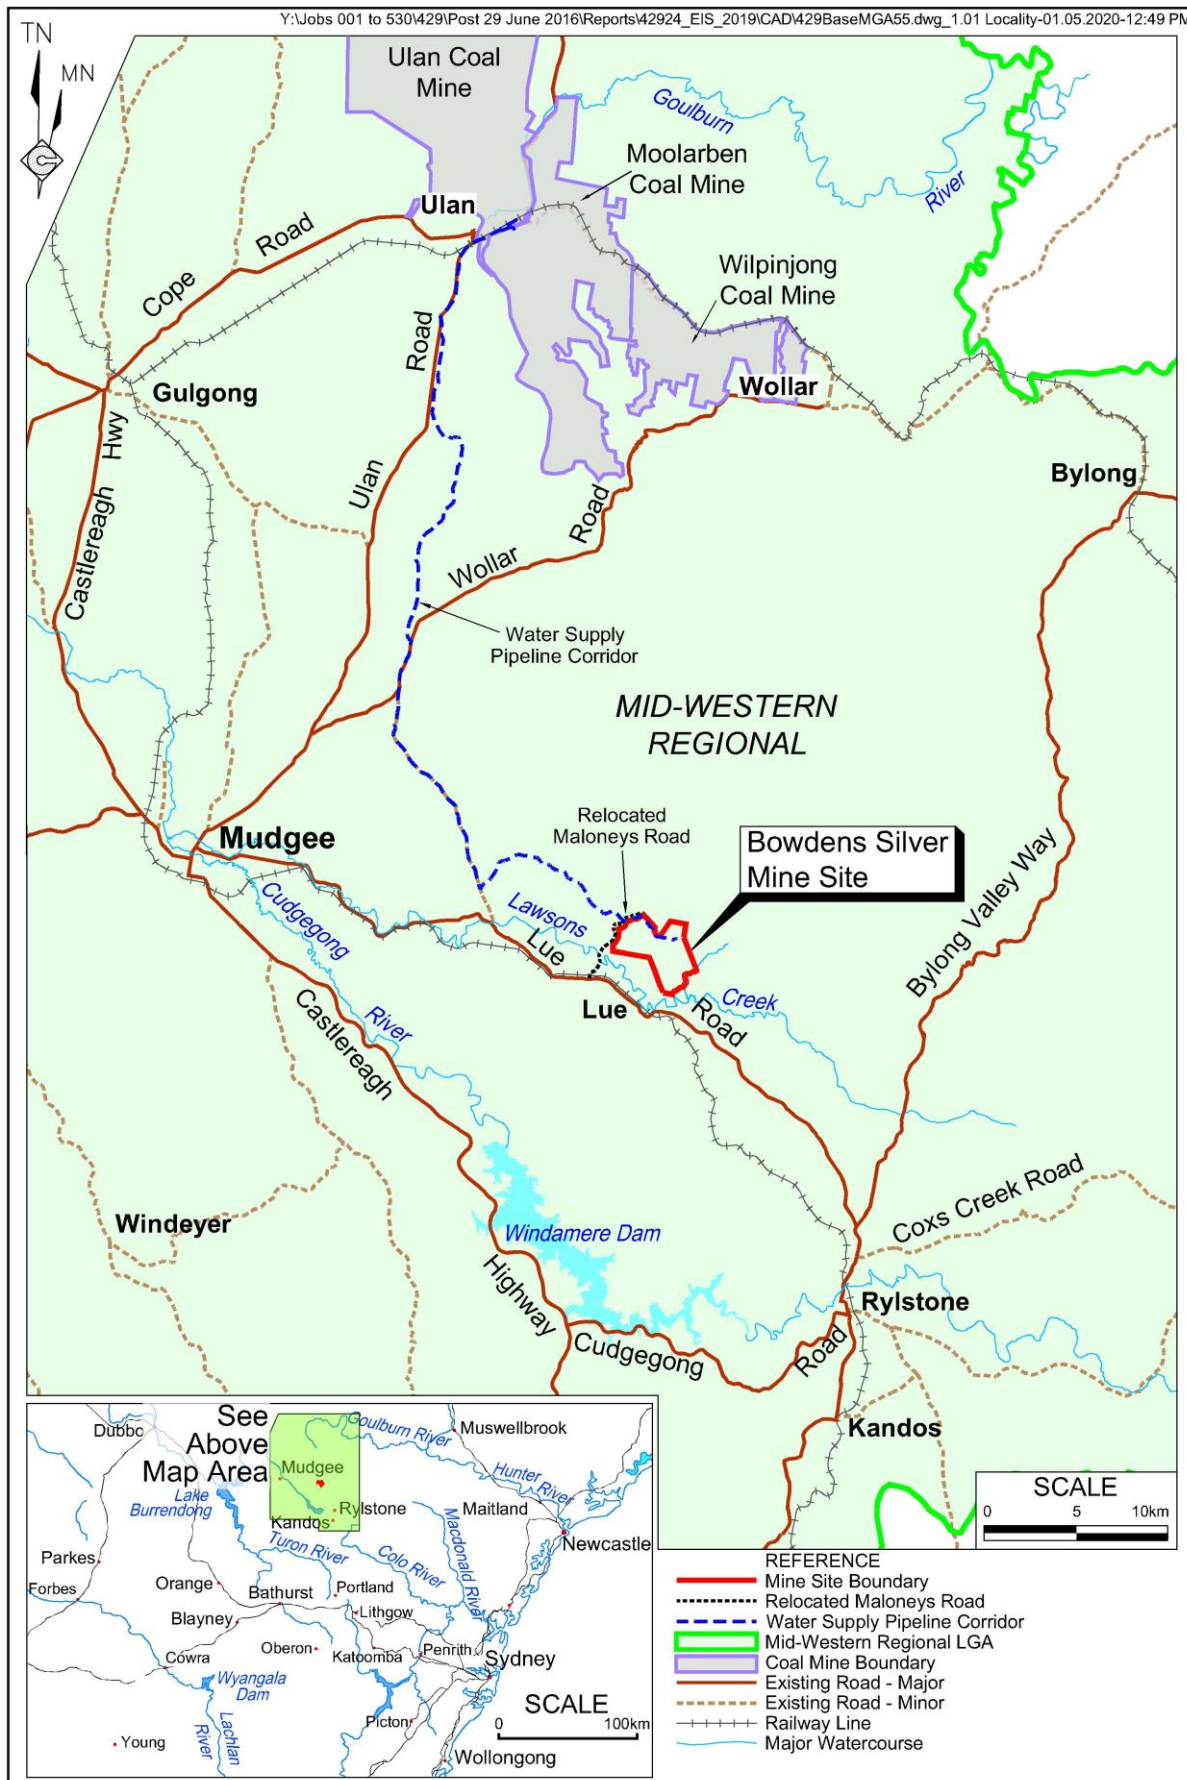 Y:\Jobs 001 to 530\429\Post 29 June 2016\Reports\42924_EIS_2019\CAD\429BaseMGA55.dwg_1.01 Locality-01.05.2020-12:49 PM
TN
MN
Ulan Coal
Mine
Goulburn
River
Moolarben
Coal Mine
Ulan
Wilpinjong
Coal Mine
Cope
Road
Road
Gulgong
Wollar
Hwy
Castlereagh
Ulan
Bylong
Road
Wollar
Water Supply
Pipeline Corridor
MID-WESTERN
REGIONAL
Relocated
Maloneys Road
Bowdens Silver
Mine Site
Mudgee
Cudgegong
River
Lawsons
Creek
Lue
Road
Lue
Bylong Valley Way
Castlereagh
Highway
Windeyer
Windamere Dam
Coxs Creek Road
Rylstone
Cudgegong
Road
Kandos
SCALE
0 5 10km
See
Above
Map Area
Dubbo
Goulburn River
Muswellbrook
Mudgee
Hunter
River
Lake
Burrendong
Rylstone
Kandos
Macdonald River
Maitland
Newcastle
Turon River
Colo River
Parkes
Forbes
Orange
Bathurst
Portland
Lithgow
Blayney
Oberon
Katoomba
Penrith
Cowra
Sydney
Wyangala
Dam
Lachlan
River
Picton
Young
Wollongong
SCALE
0 100km
REFERENCE
Mine Site Boundary
Relocated Maloneys Road
Water Supply Pipeline Corridor
Mid-Western Regional LGA
Coal Mine Boundary
Existing Road - Major
Existing Road - Minor
Railway Line
Major Watercourse